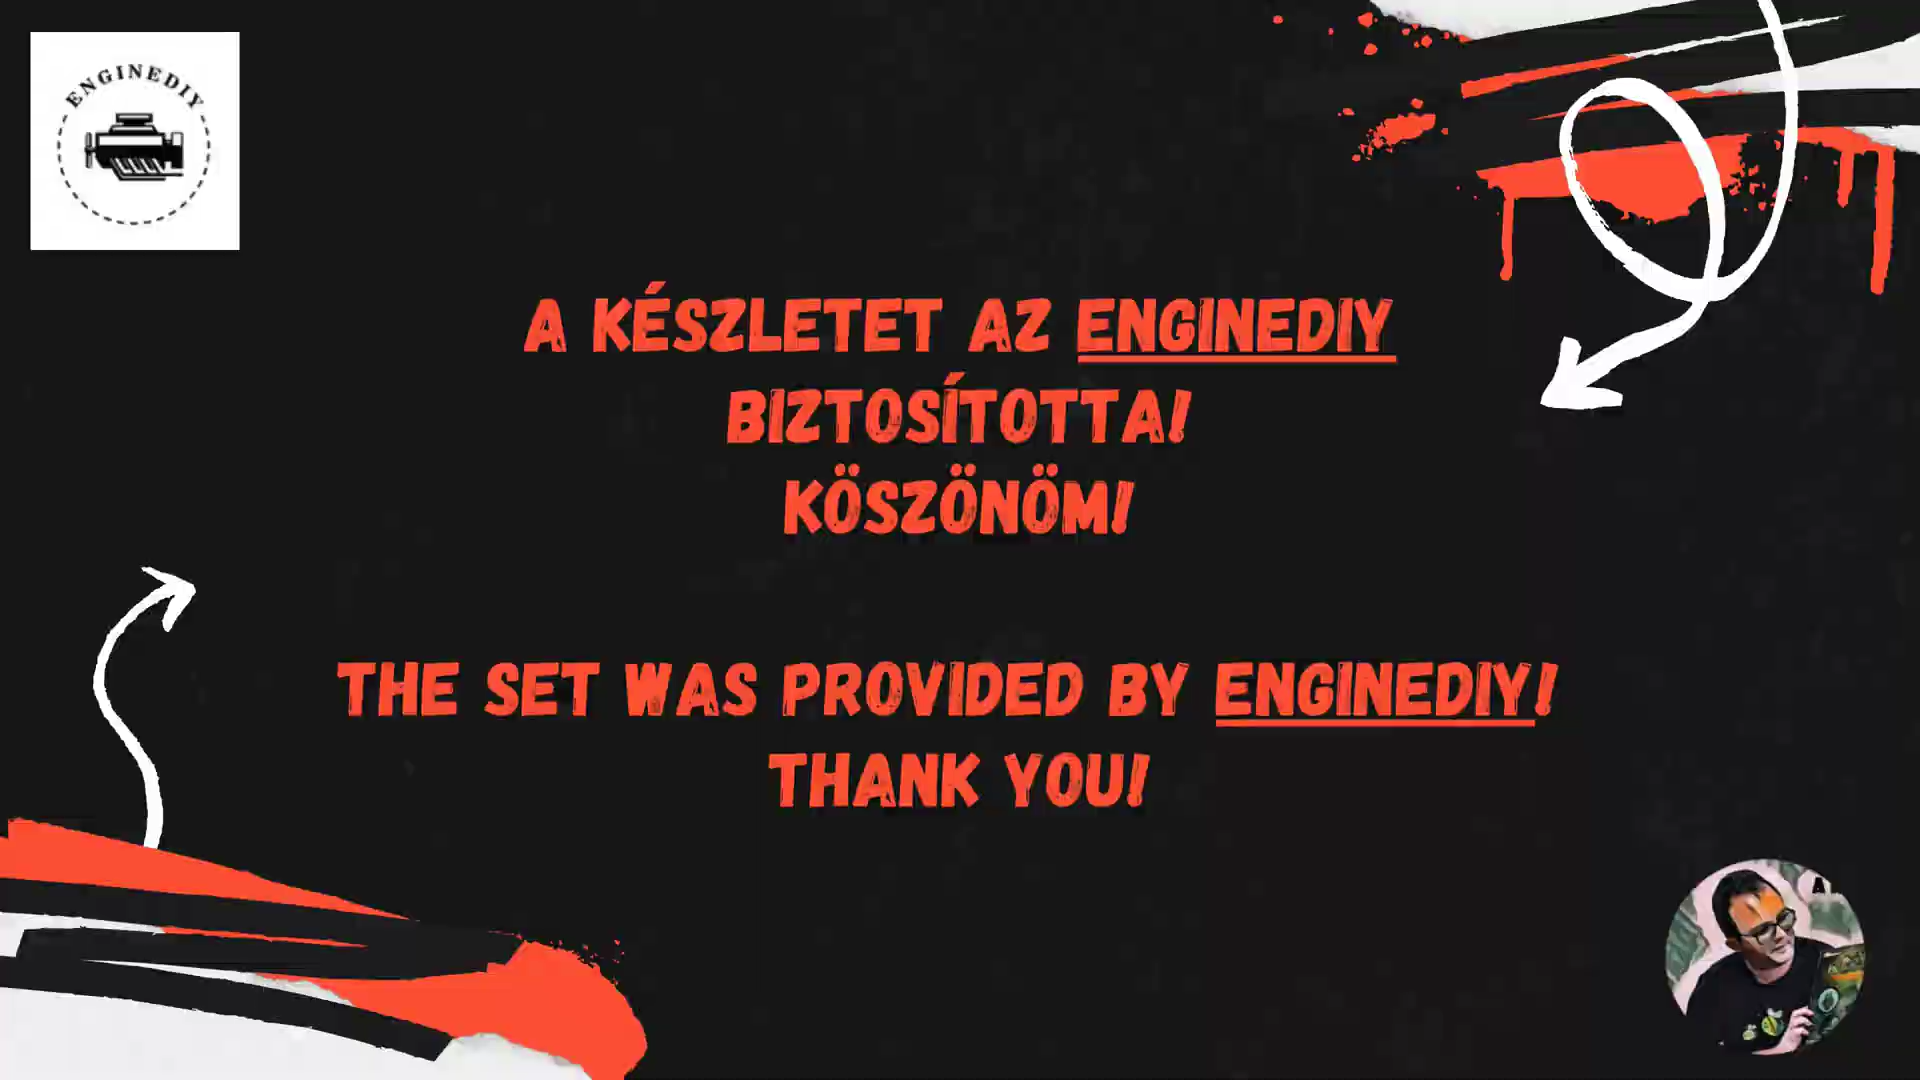 ENGINEDIY
A KÉSZLETET AZ ENGINEDIY
BIZTOSÍTOTTA!
KÖSZÖNÖM!
THE SET WAS PROVIDED BY ENGINEDIY!
THANK YOU!